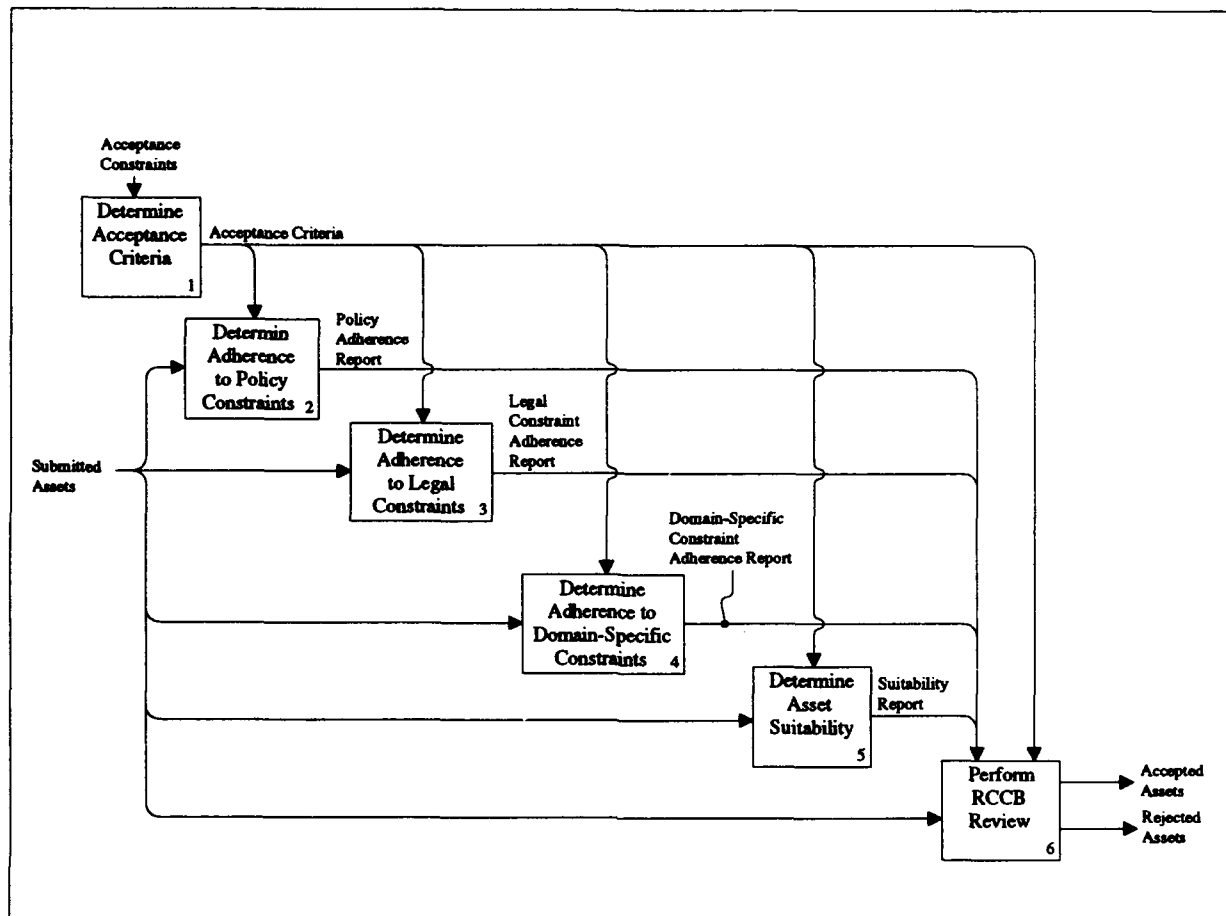 Acceptance
Constraints
Determine
Acceptance
Criteria
1
Acceptance Criteria
Determin
Adherence
to Policy
Constraints
2
Policy
Adherence
Report
Legal
Constraint
Adherence
Report
Determine
Adherence
to Legal
Constraints
3
Submitted
Assets
Domain-Specific
Constraint
Adherence Report
Determine
Adherence to
Domain-Specific
Constraints
4
Determine
Asset
Suitability
5
Suitability
Report
Perform
RCCB
Review
6
Accepted
Assets
Rejected
Assets